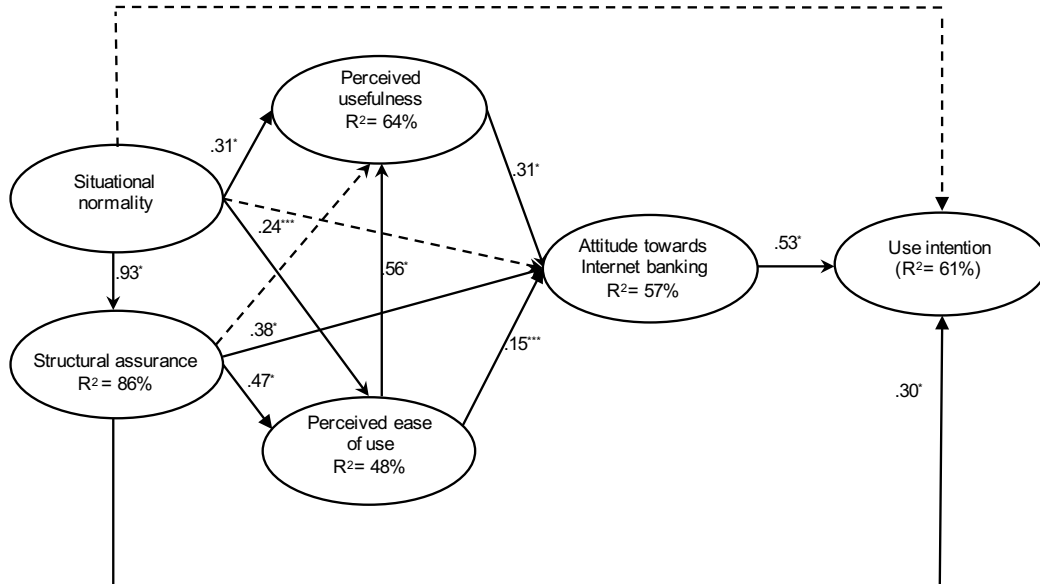 Perceived
usefulness
R²= 64%
.31*
.31*
Situational
normality
.24***
Attitude towards
Internet banking
R²= 57%
.53*
Use intention
(R²= 61%)
.93*
.56*
.38*
.15***
Structural assurance
R²= 86%
.47*
.30*
Perceived ease
of use
R²= 48%